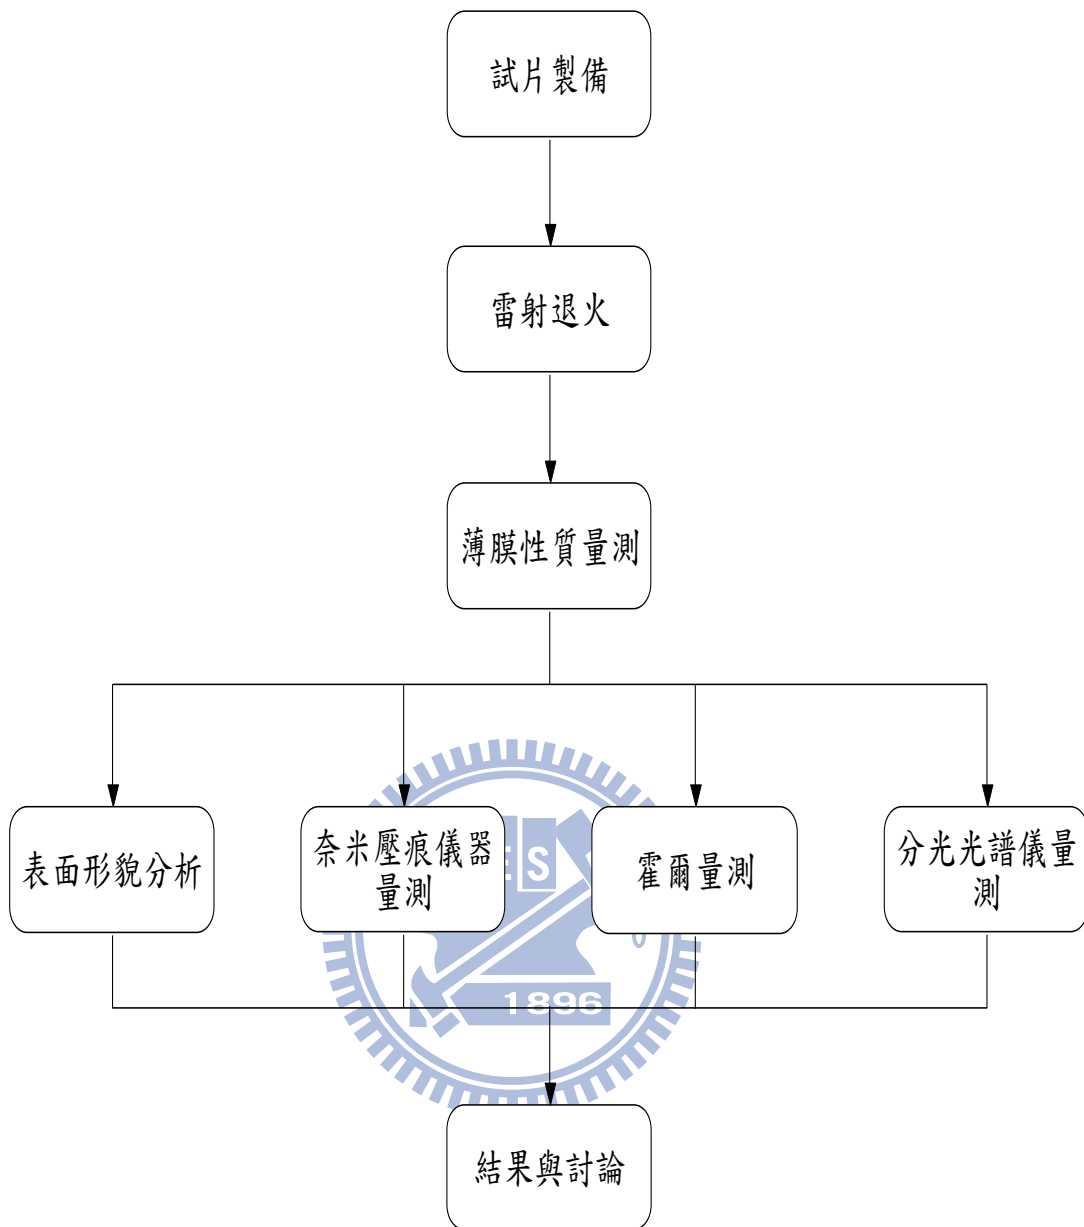 試片製備
雷射退火
薄膜性質量測
表面形貌分析
奈米壓痕儀器
量測
霍爾量測
分光光譜儀量
測
ES
1896
結果與討論